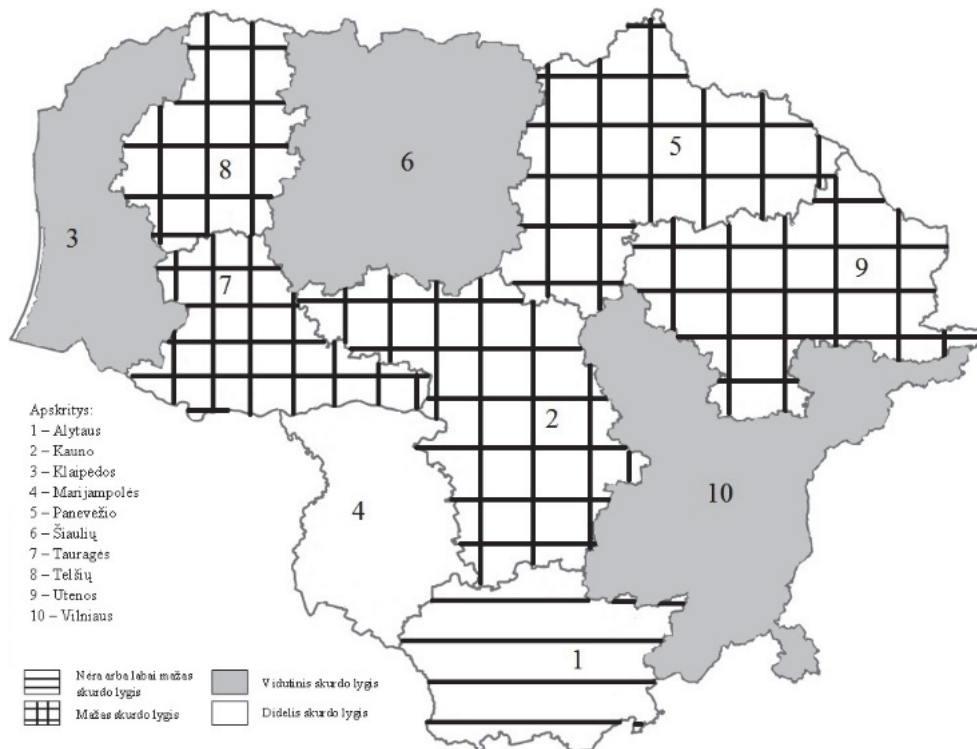 8
6
5
3
7
9
2
10
4
1
Apskritys:
1 – Alytaus
2 – Kauno
3 – Klaipėdos
4 – Marijampolės
5 – Panevėžio
6 – Šiaulių
7 – Tauragės
8 – Telšių
9 – Utenos
10 – Vilniaus
Nėra arba labai mažas
skurdo lygis
Mažas skurdo lygis
Vidutinis skurdo lygis
Didelis skurdo lygis